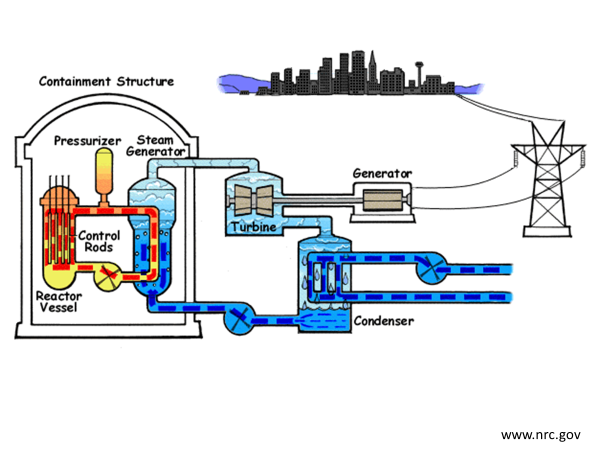 Containment Structure
Pressurizer
Steam
Generator
Control
Rods
Reactor
Vessel
Turbine
Generator
Condenser
www.nrc.gov